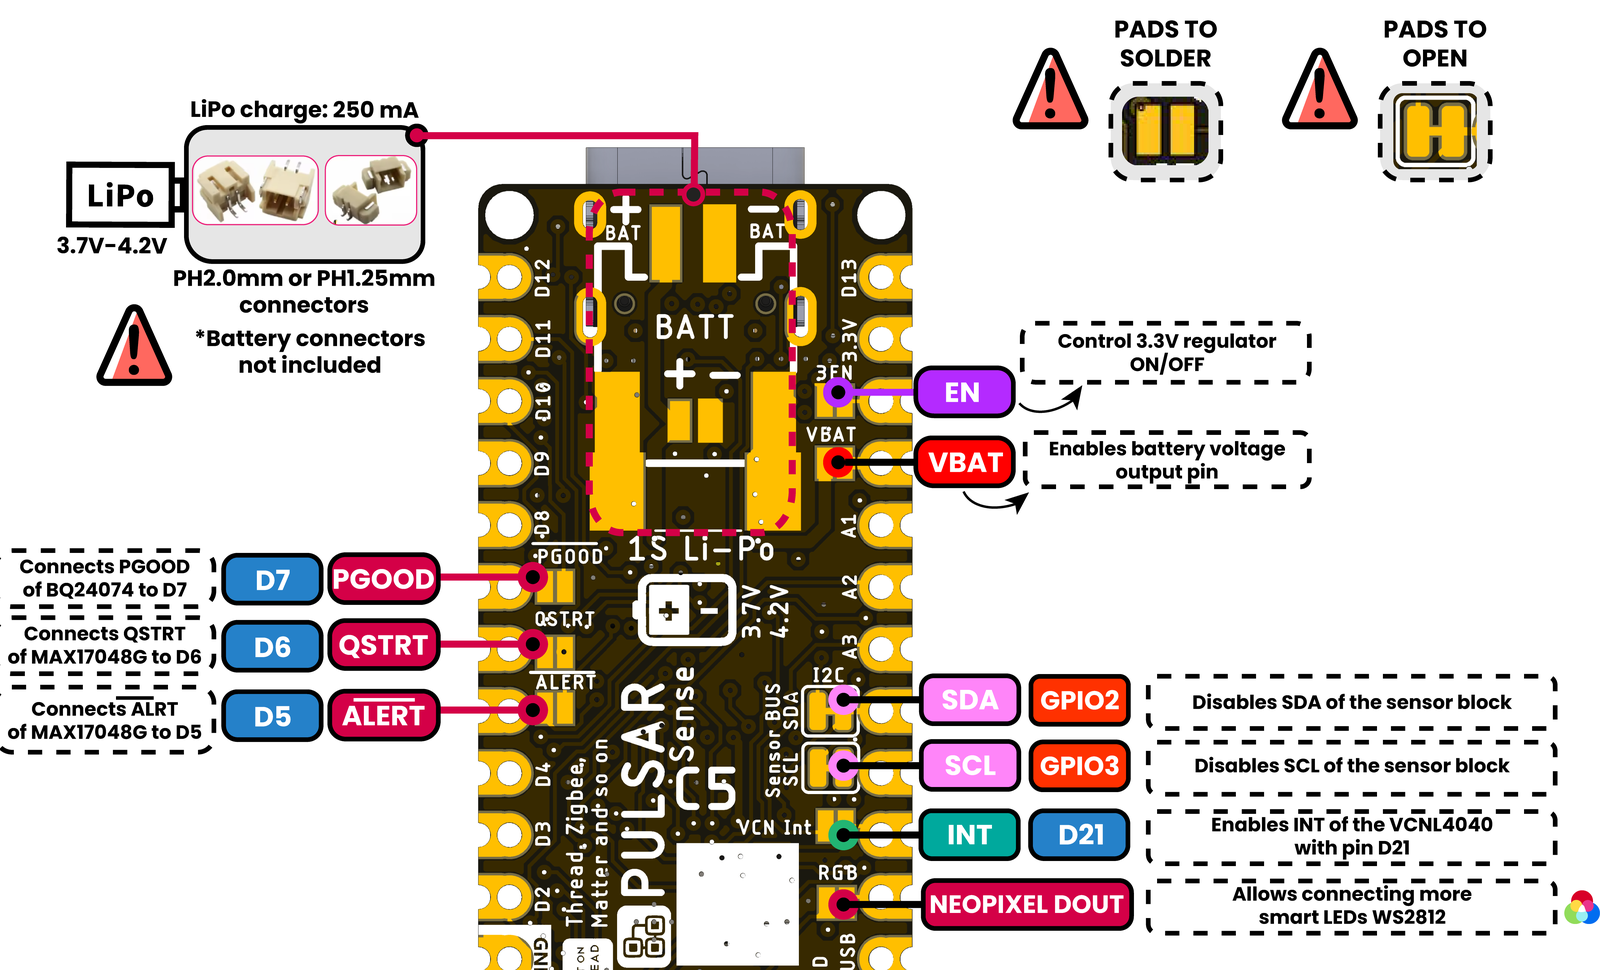 PADS TO
SOLDER
PADS TO
OPEN
LiPo charge: 250 mA
LiPo
3.7V-4.2V
PH2.0mm or PH1.25mm
connectors
*Battery connectors
not included
+
BAT
-
BAT
BATT
+ -
D12
D11
D10
D9
D8
D13
3.3V
3EN
VBAT
A1
A2
A3
EN
Control 3.3V regulator
ON/OFF
VBAT
Enables battery voltage
output pin
1S Li-Po
+ -
3.7V
4.2V
PGOOD
QSTRT
ALERT
Connects PGOOD
of BQ24074 to D7
D7
PGOOD
Connects QSTRT
of MAX17048G to D6
D6
QSTRT
Connects ALRT
of MAX17048G to D5
D5
ALERT
D4
D3
D2
GND
Thread, Zigbee,
Matter and so on
PULSAR
Sense
C5
I2C
Sensor BUS
SDA
SCL
VCN Int.
RGB
USB
D
ON
EAD
SDA
GPIO2
Disables SDA of the sensor block
SCL
GPIO3
Disables SCL of the sensor block
INT
D21
Enables INT of the VCNL4040
with pin D21
NEOPIXEL DOUT
Allows connecting more
smart LEDs WS2812